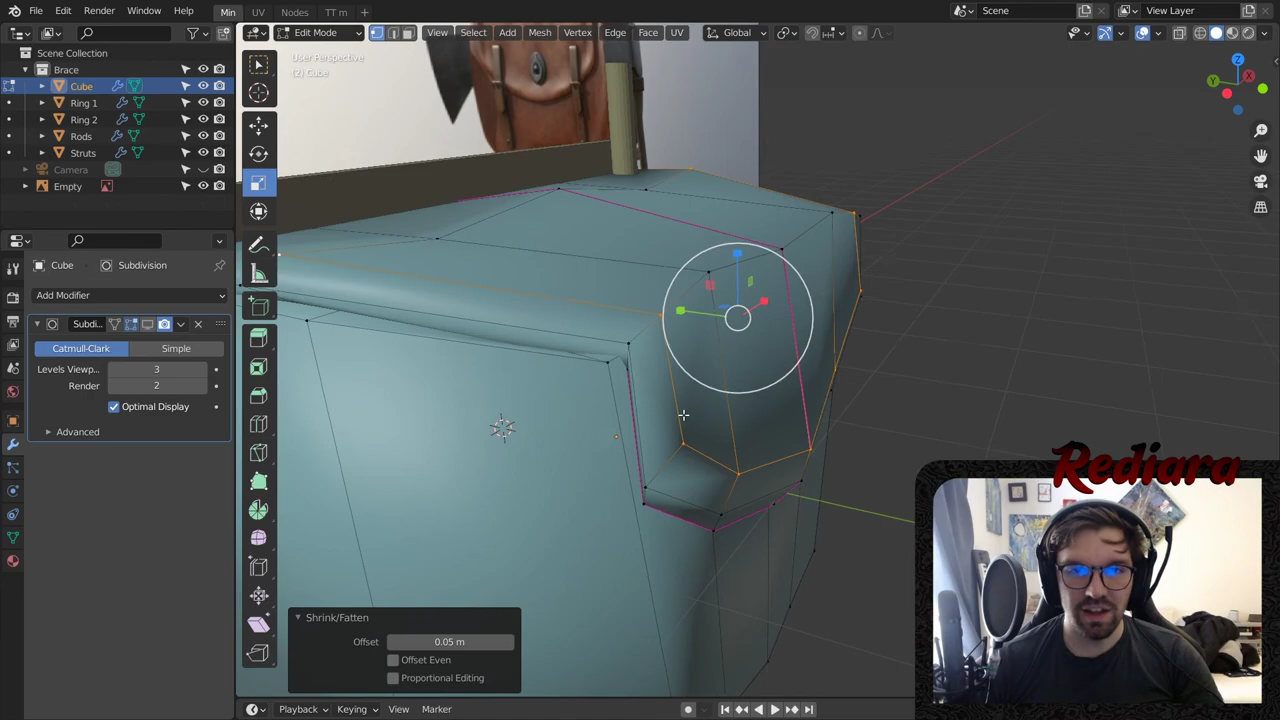 File Edit Render Window Help
Min UV Nodes TT m +
Scene
View Layer
Edit Mode
View Select Add Mesh Vertex Edge Face UV
Global
Scene Collection
Brace
Cube
Ring 1
Ring 2
Rods
Struts
Camera
Empty
User Perspective
(2) Cube
Z
X
Y
Cube > Subdivision
Add Modifier
Subdi...
Catmull-Clark Simple
Levels Viewp... 3
Render 2
Optimal Display
Advanced
Shrink/Fatten
Offset 0.05 m
Offset Even
Proportional Editing
Rediara
Playback Keying View Marker